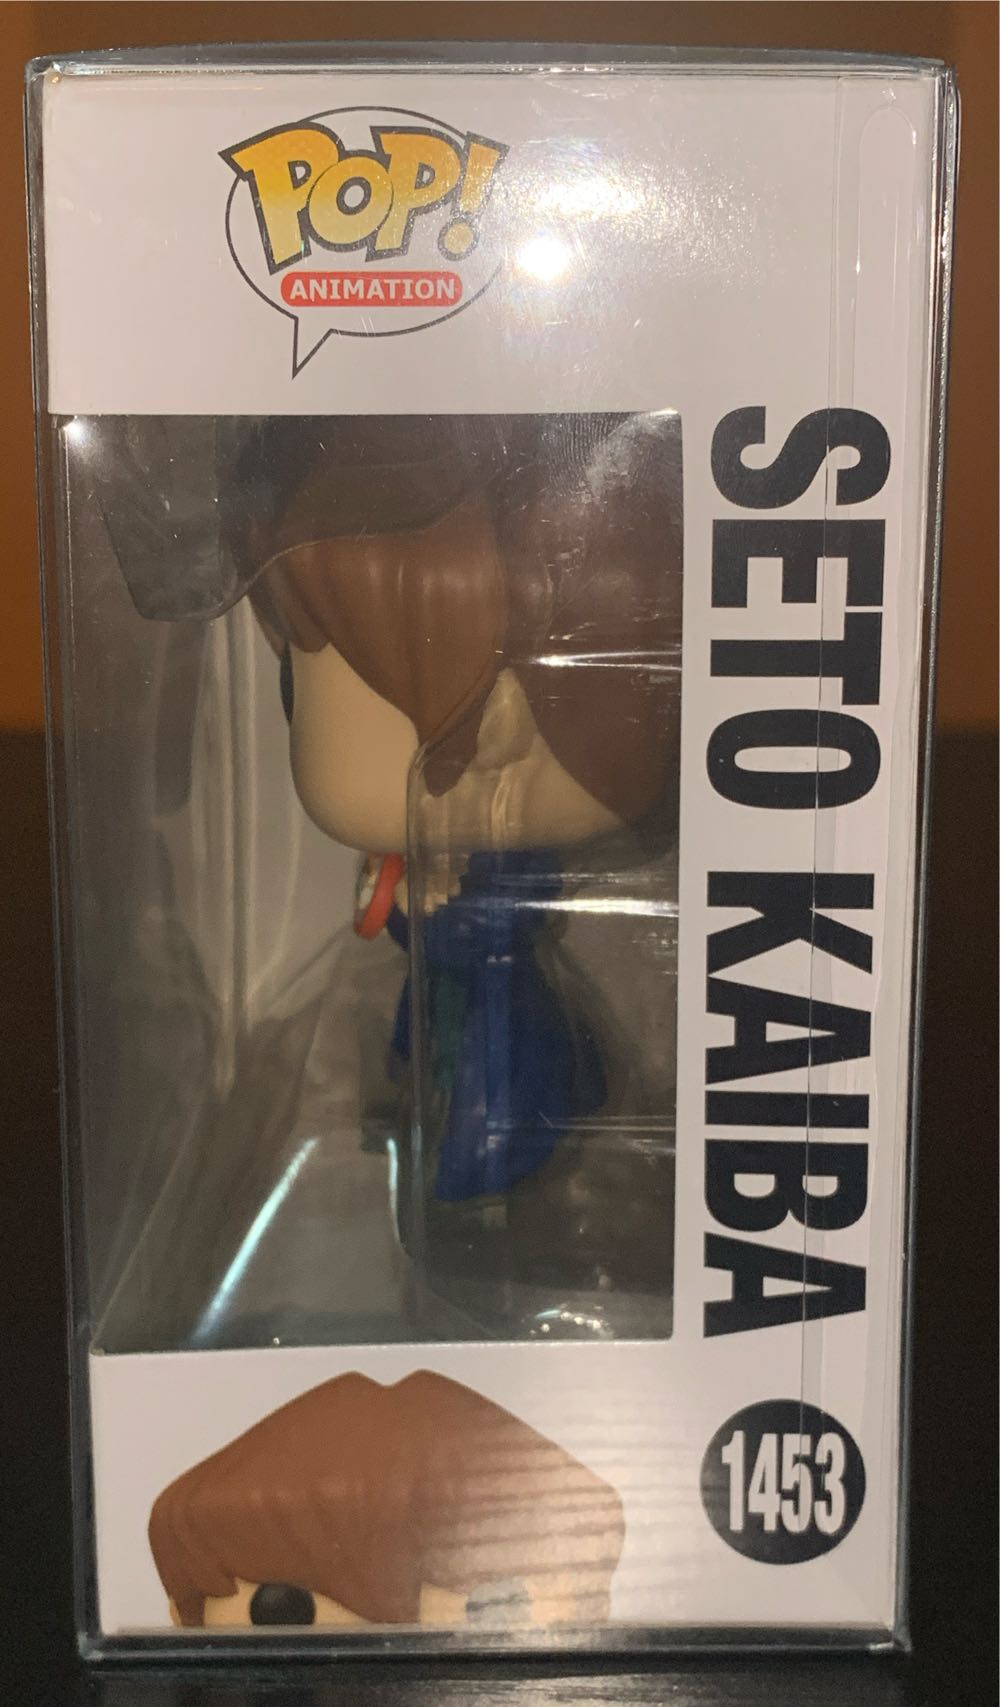 POP!
ANIMATION
SETO KAIBA
1453